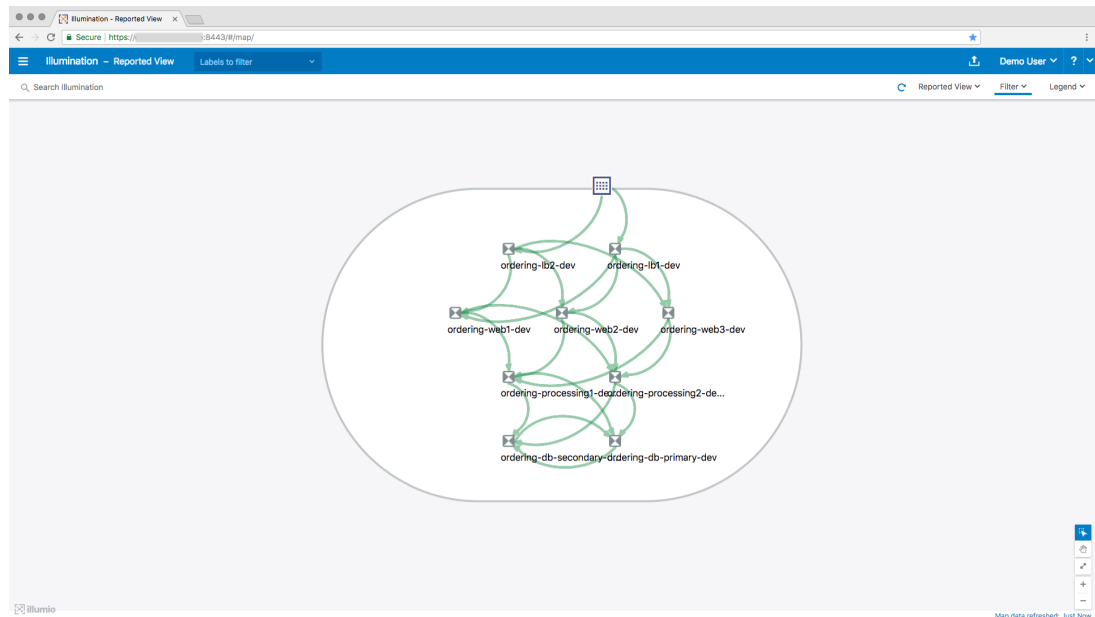 Illumination - Reported View ×
Secure | https:// :8443/#/map/
Illumination – Reported View
Labels to filter
Demo User
?
Search Illumination
Reported View
Filter
Legend
ordering-lb2-dev
ordering-lb1-dev
ordering-web1-dev
ordering-web2-dev
ordering-web3-dev
ordering-processing1-de...
ordering-processing2-de...
ordering-db-secondary-d...
ordering-db-primary-dev
+
−
illumio
Map data refreshed: Just Now